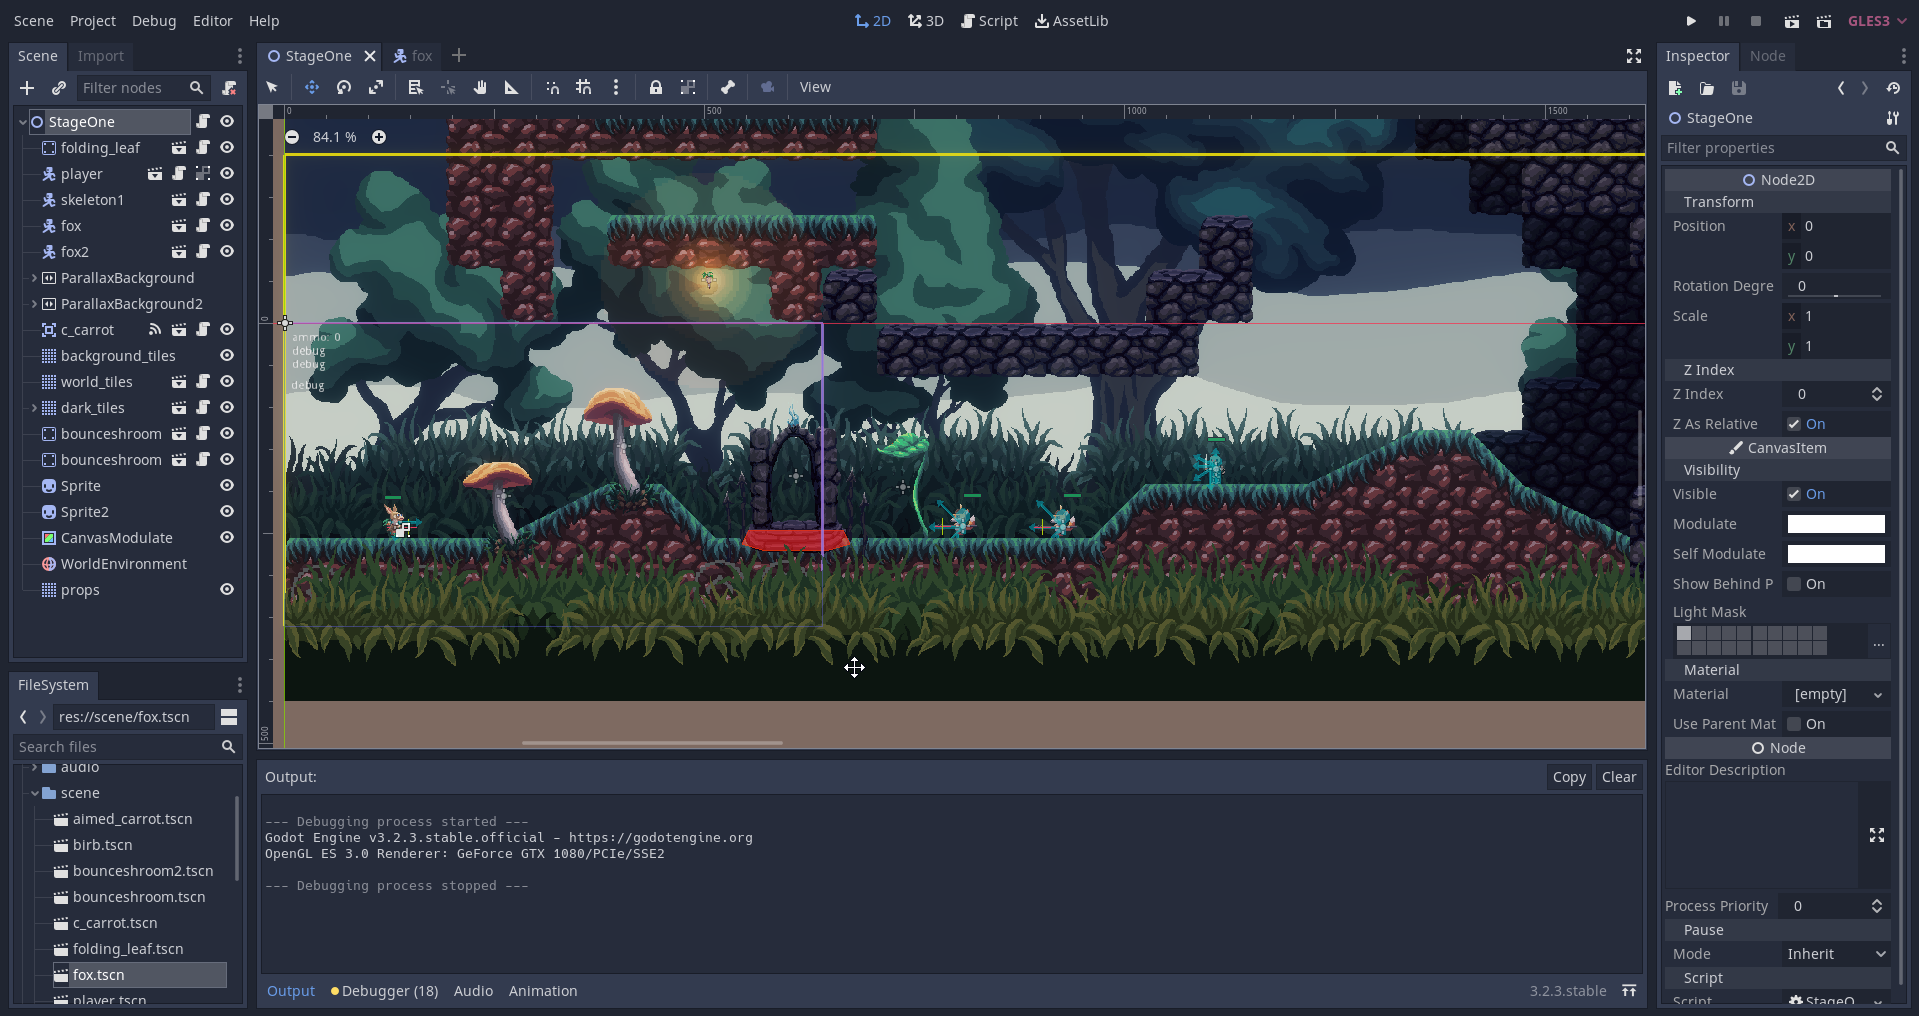 Scene Project Debug Editor Help 2D 3D Script AssetLib GLES3
Scene Import StageOne fox Inspector Node
Filter nodes View
StageOne
folding_leaf
player
skeleton1
fox
fox2
ParallaxBackground
ParallaxBackground2
c_carrot
background_tiles
world_tiles
dark_tiles
bounceshroom
bounceshroom
Sprite
Sprite2
CanvasModulate
WorldEnvironment
props
FileSystem
res://scene/fox.tscn
Search files
audio
scene
aimed_carrot.tscn
birb.tscn
bounceshroom2.tscn
bounceshroom.tscn
c_carrot.tscn
folding_leaf.tscn
fox.tscn
player.tscn
0 500 1000 1500
84.1 %
0
500
ammo: 0
debug
debug
debug
Output: Copy Clear
--- Debugging process started ---
Godot Engine v3.2.3.stable.official - https://godotengine.org
OpenGL ES 3.0 Renderer: GeForce GTX 1080/PCIe/SSE2
--- Debugging process stopped ---
Output Debugger (18) Audio Animation 3.2.3.stable
StageOne
Filter properties
Node2D
Transform
Position x 0
y 0
Rotation Degre 0
Scale x 1
y 1
Z Index
Z Index 0
Z As Relative On
CanvasItem
Visibility
Visible On
Modulate
Self Modulate
Show Behind P On
Light Mask
...
Material
Material [empty]
Use Parent Mat On
Node
Editor Description
Process Priority 0
Pause
Mode Inherit
Script
Script StageO